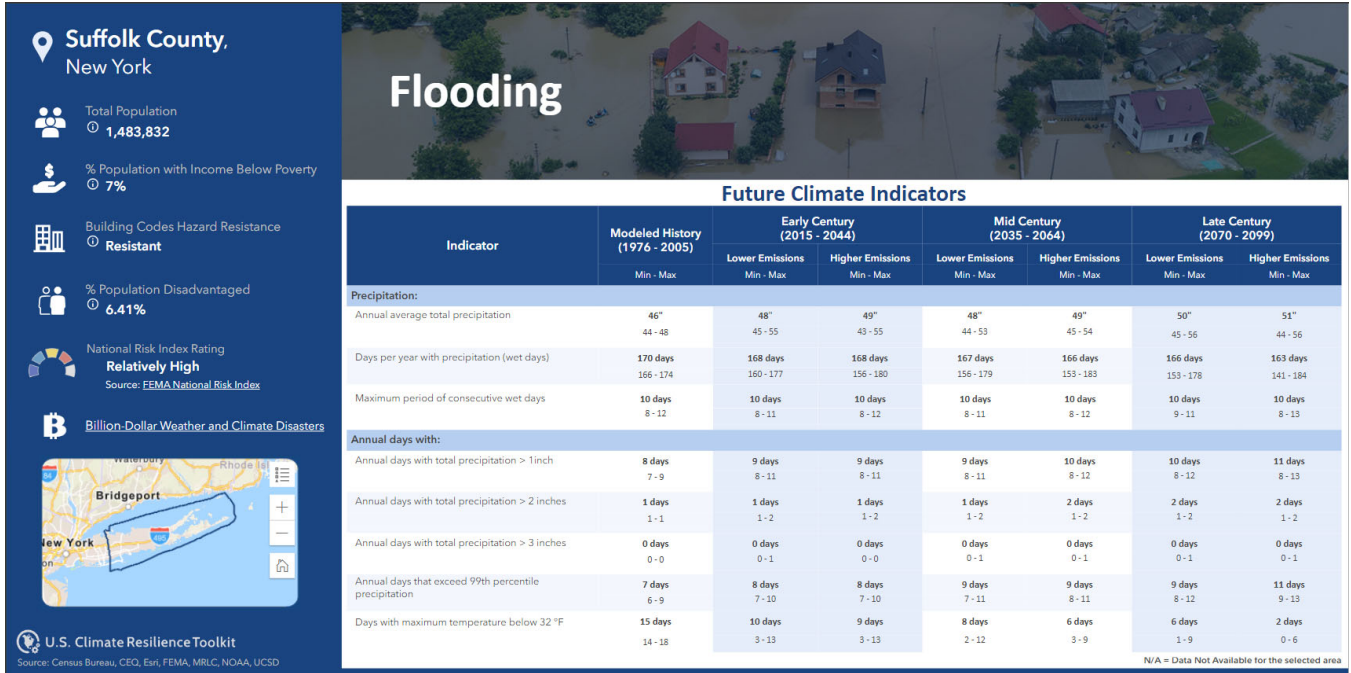 Suffolk County,
New York
Total Population
1,483,832
% Population with Income Below Poverty
7%
Building Codes Hazard Resistance
Resistant
% Population Disadvantaged
6.41%
National Risk Index Rating
Relatively High
Source: FEMA National Risk Index
Billion-Dollar Weather and Climate Disasters
Waterbury
84
Rhode Isl
Bridgeport
495
New York
on
U.S. Climate Resilience Toolkit
Source: Census Bureau, CEQ, Esri, FEMA, MRLC, NOAA, UCSD
Flooding
Future Climate Indicators
Indicator Modeled History (1976 - 2005) Early Century (2015 - 2044) Mid Century (2035 - 2064) Late Century (2070 - 2099)
Lower Emissions Higher Emissions Lower Emissions Higher Emissions Lower Emissions Higher Emissions
Min - Max Min - Max Min - Max Min - Max Min - Max Min - Max Min - Max
Precipitation:
Annual average total precipitation 46" 48" 49" 48" 49" 50" 51"
44 - 48 45 - 55 43 - 55 44 - 53 45 - 54 45 - 56 44 - 56
Days per year with precipitation (wet days) 170 days 168 days 168 days 167 days 166 days 166 days 163 days
166 - 174 160 - 177 156 - 180 156 - 179 153 - 183 153 - 178 141 - 184
Maximum period of consecutive wet days 10 days 10 days 10 days 10 days 10 days 10 days 10 days
8 - 12 8 - 11 8 - 12 8 - 11 8 - 12 9 - 11 8 - 13
Annual days with:
Annual days with total precipitation > 1inch 8 days 9 days 9 days 9 days 10 days 10 days 11 days
7 - 9 8 - 11 8 - 11 8 - 11 8 - 12 8 - 12 8 - 13
Annual days with total precipitation > 2 inches 1 days 1 days 1 days 1 days 2 days 2 days 2 days
1 - 1 1 - 2 1 - 2 1 - 2 1 - 2 1 - 2 1 - 2
Annual days with total precipitation > 3 inches 0 days 0 days 0 days 0 days 0 days 0 days 0 days
0 - 0 0 - 1 0 - 0 0 - 1 0 - 1 0 - 1 0 - 1
Annual days that exceed 99th percentile precipitation 7 days 8 days 8 days 9 days 9 days 9 days 11 days
6 - 9 7 - 10 7 - 10 7 - 11 8 - 11 8 - 12 9 - 13
Days with maximum temperature below 32 °F 15 days 10 days 9 days 8 days 6 days 6 days 2 days
14 - 18 3 - 13 3 - 13 2 - 12 3 - 9 1 - 9 0 - 6
N/A = Data Not Available for the selected area